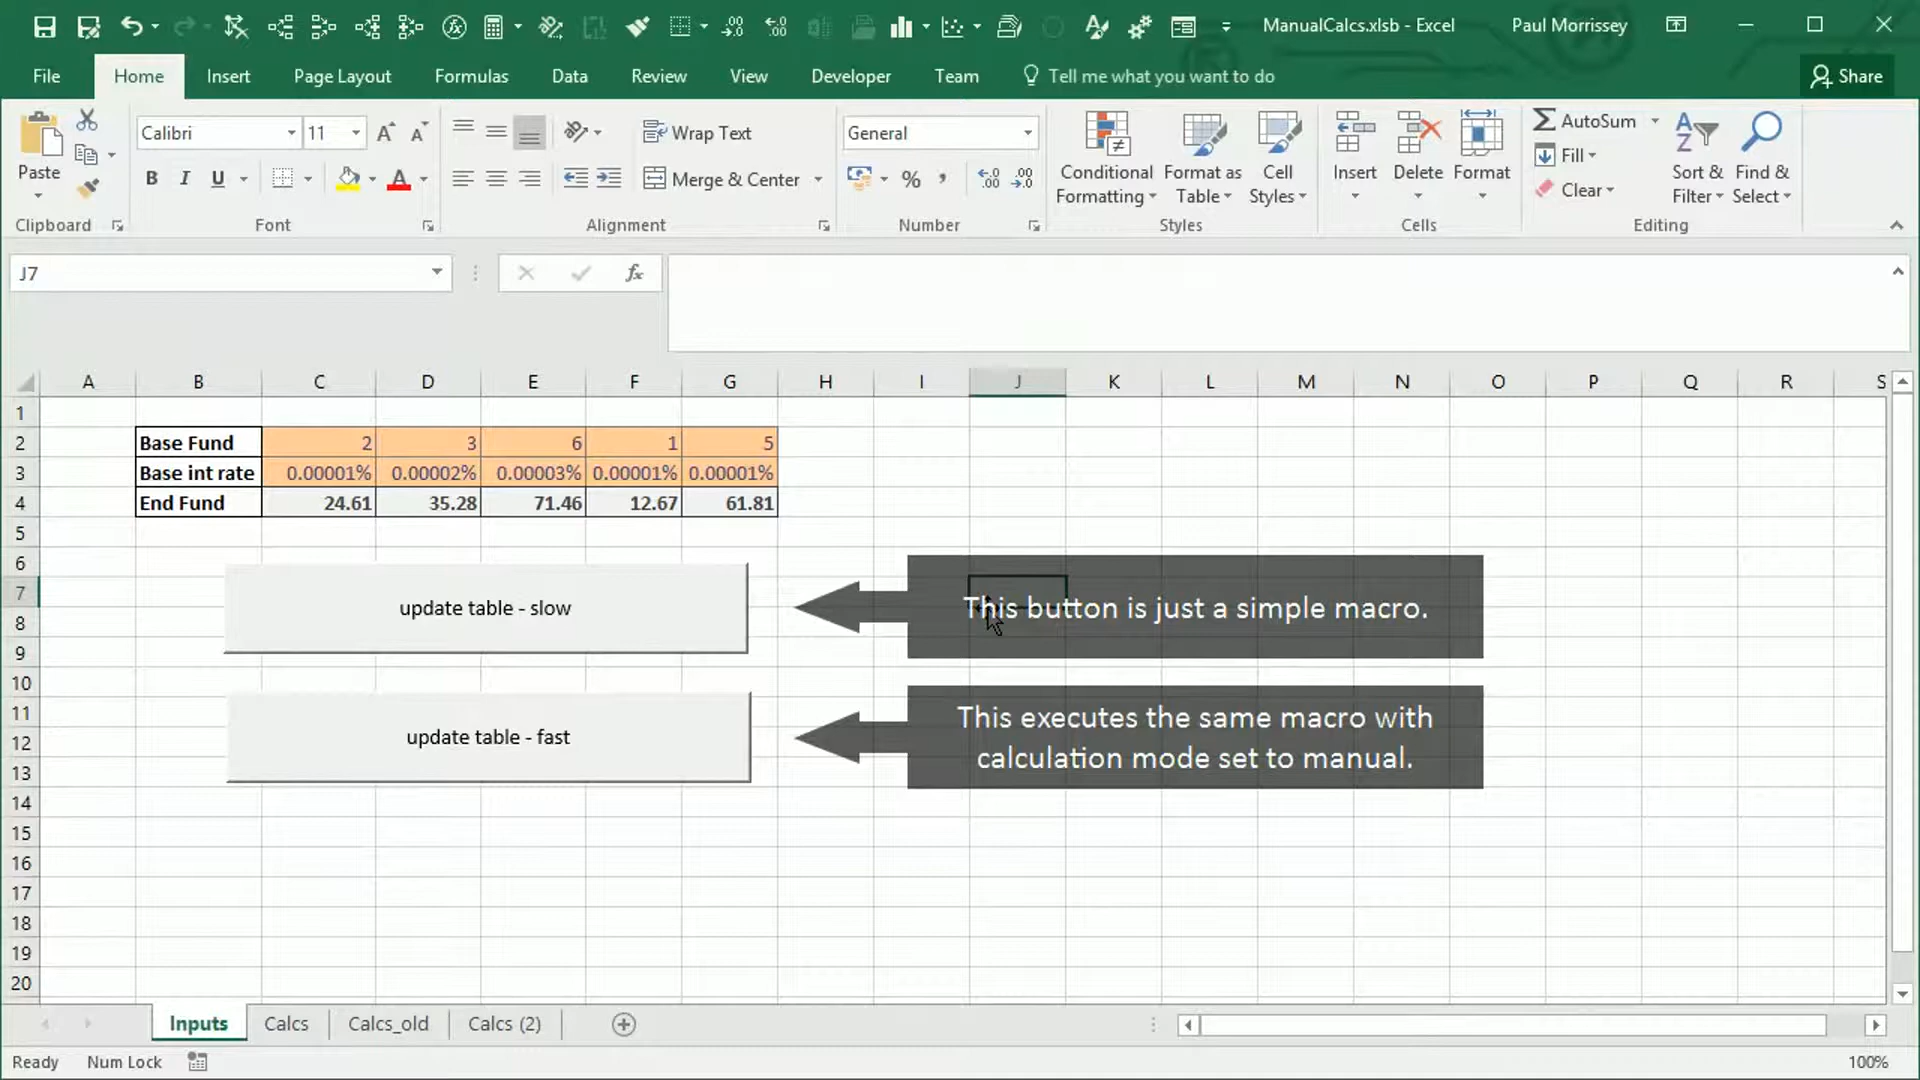 ManualCalcs.xlsb - Excel
Paul Morrissey
File Home Insert Page Layout Formulas Data Review View Developer Team Tell me what you want to do Share
Paste
Clipboard
Calibri 11
B I U
Font
Wrap Text
Merge & Center
Alignment
General
% ,
Number
Conditional Formatting
Format as Table
Cell Styles
Styles
Insert Delete Format
Cells
AutoSum
Fill
Clear
Sort & Filter
Find & Select
Editing
J7 fx
A B C D E F G H I J K L M N O P Q R S
1
2 Base Fund 2 3 6 1 5
3 Base int rate 0.00001% 0.00002% 0.00003% 0.00001% 0.00001%
4 End Fund 24.61 35.28 71.46 12.67 61.81
5
6
7
update table - slow This button is just a simple macro.
8
9
10
11
This executes the same macro with
update table - fast
12
calculation mode set to manual.
13
14
15
16
17
18
19
20
Inputs Calcs Calcs_old Calcs (2)
Ready Num Lock 100%